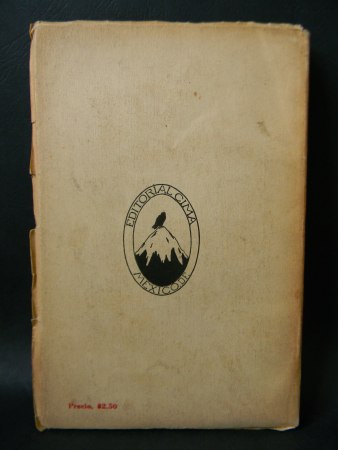 EDITORIAL CIMA
MEXICO D.F.
Precio, $2.50